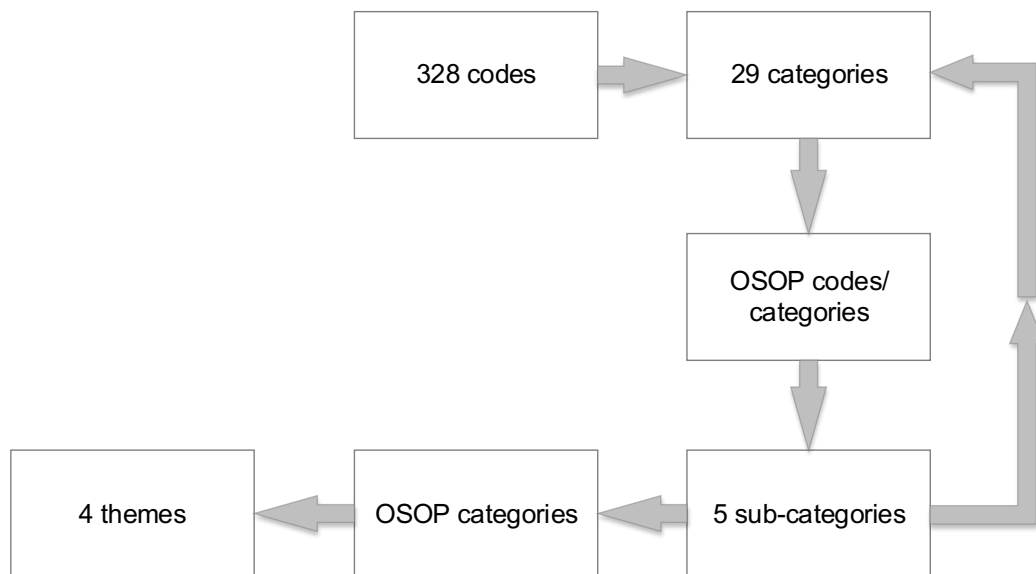 328 codes
29 categories
OSOP codes/
categories
4 themes
OSOP categories
5 sub-categories